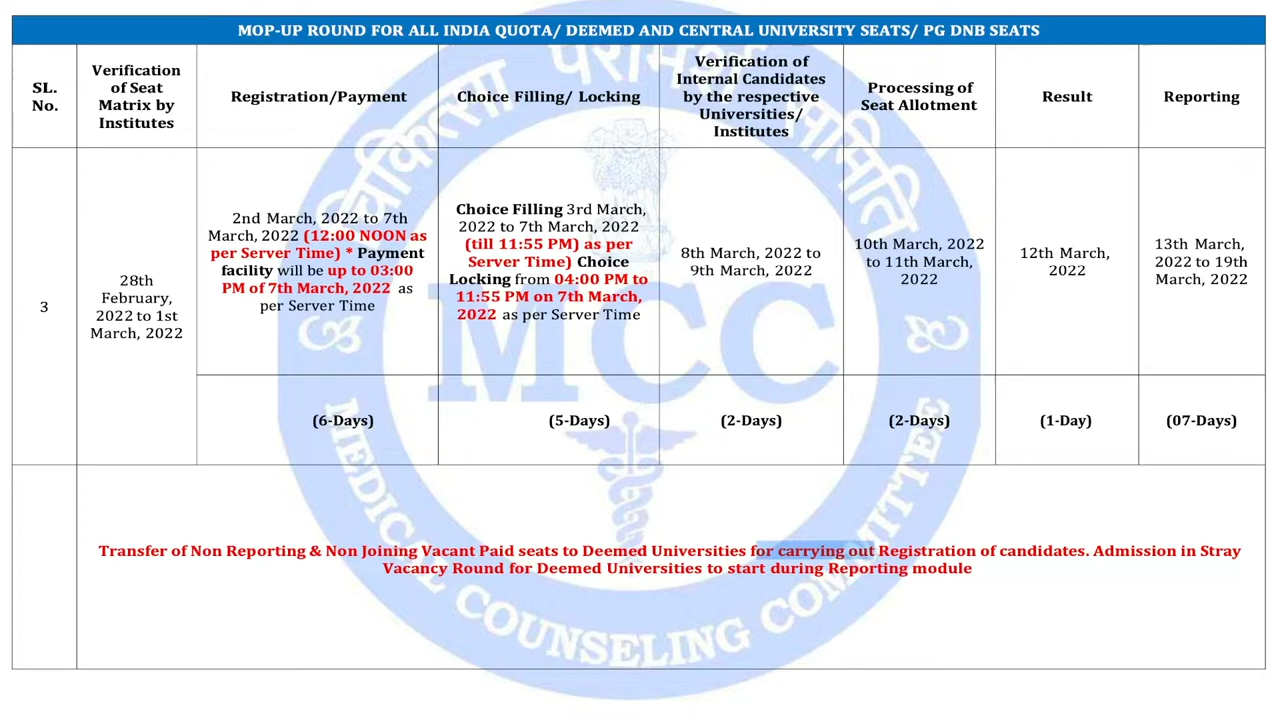 MOP-UP ROUND FOR ALL INDIA QUOTA/ DEEMED AND CENTRAL UNIVERSITY SEATS/ PG DNB SEATS
SL.
No.
Verification
of Seat
Matrix by
Institutes
Registration/Payment
Choice Filling/ Locking
Verification of
Internal Candidates
by the respective
Universities/
Institutes
Processing of
Seat Allotment
Result
Reporting
3
28th
February,
2022 to 1st
March, 2022
2nd March, 2022 to 7th
March, 2022 (12:00 NOON as
per Server Time) * Payment
facility will be up to 03:00
PM of 7th March, 2022 as
per Server Time
Choice Filling 3rd March,
2022 to 7th March, 2022
(till 11:55 PM) as per
Server Time) Choice
Locking from 04:00 PM to
11:55 PM on 7th March,
2022 as per Server Time
8th March, 2022 to
9th March, 2022
10th March, 2022
to 11th March,
2022
12th March,
2022
13th March,
2022 to 19th
March, 2022
(6-Days)
(5-Days)
(2-Days)
(2-Days)
(1-Day)
(07-Days)
Transfer of Non Reporting & Non Joining Vacant Paid seats to Deemed Universities for carrying out Registration of candidates. Admission in Stray
Vacancy Round for Deemed Universities to start during Reporting module
चिकित्सा परामर्श समिति
MCC
MEDICAL COUNSELING COMMITTEE